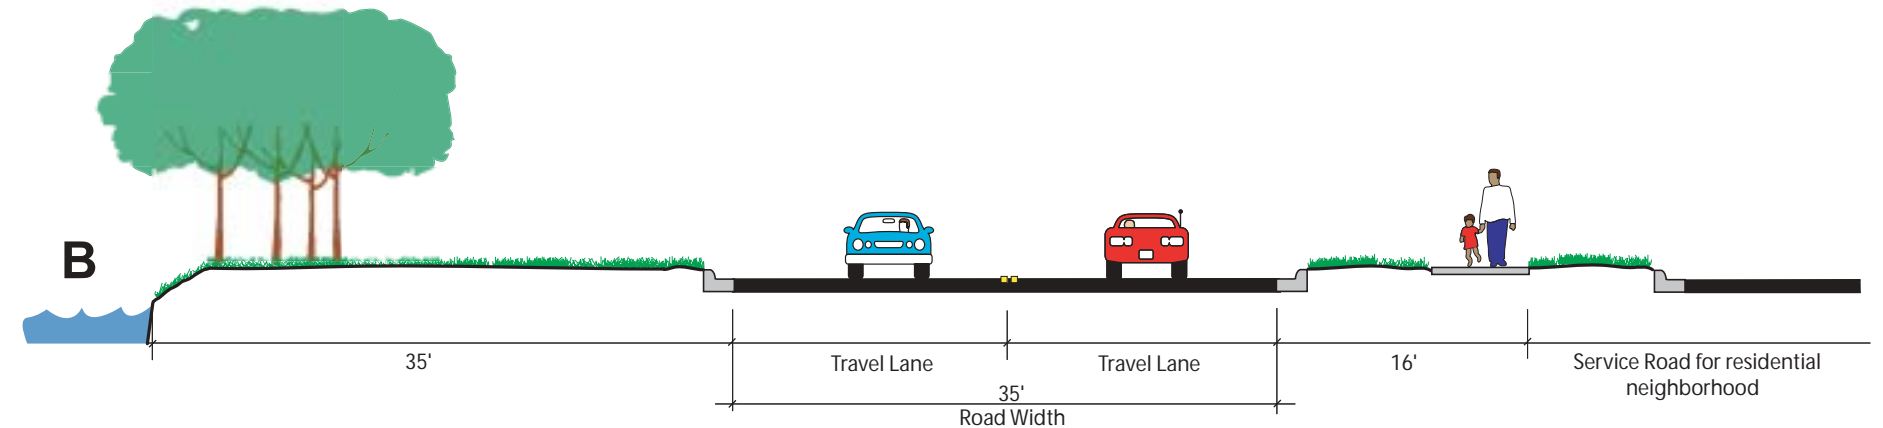 B
35'
Travel Lane
Travel Lane
16'
Service Road for residential
neighborhood
35'
Road Width